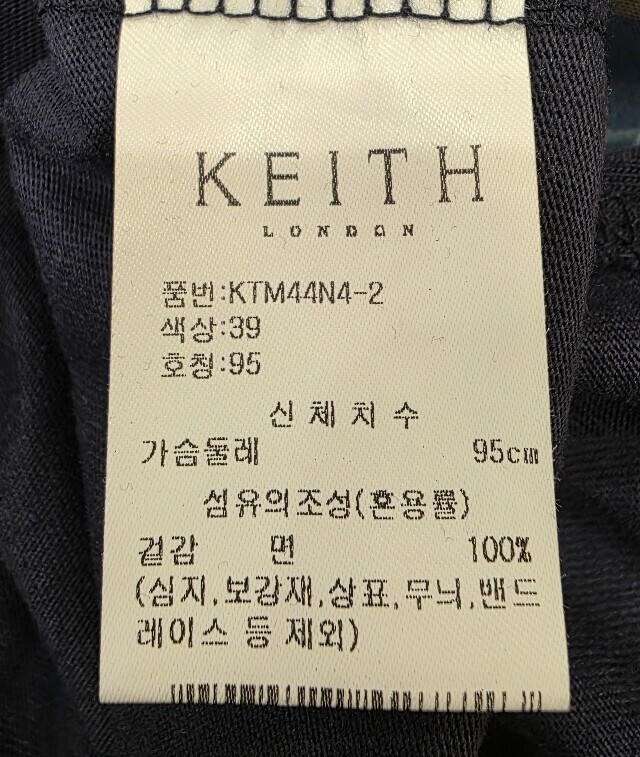 KEITH
LONDON
품번:KTM44N4-2
색상:39
호칭:95
신체치수
가슴둘레 95cm
섬유의조성(혼용률)
겉감 면 100%
(심지,보강재,상표,무늬,밴드
레이스 등 제외)